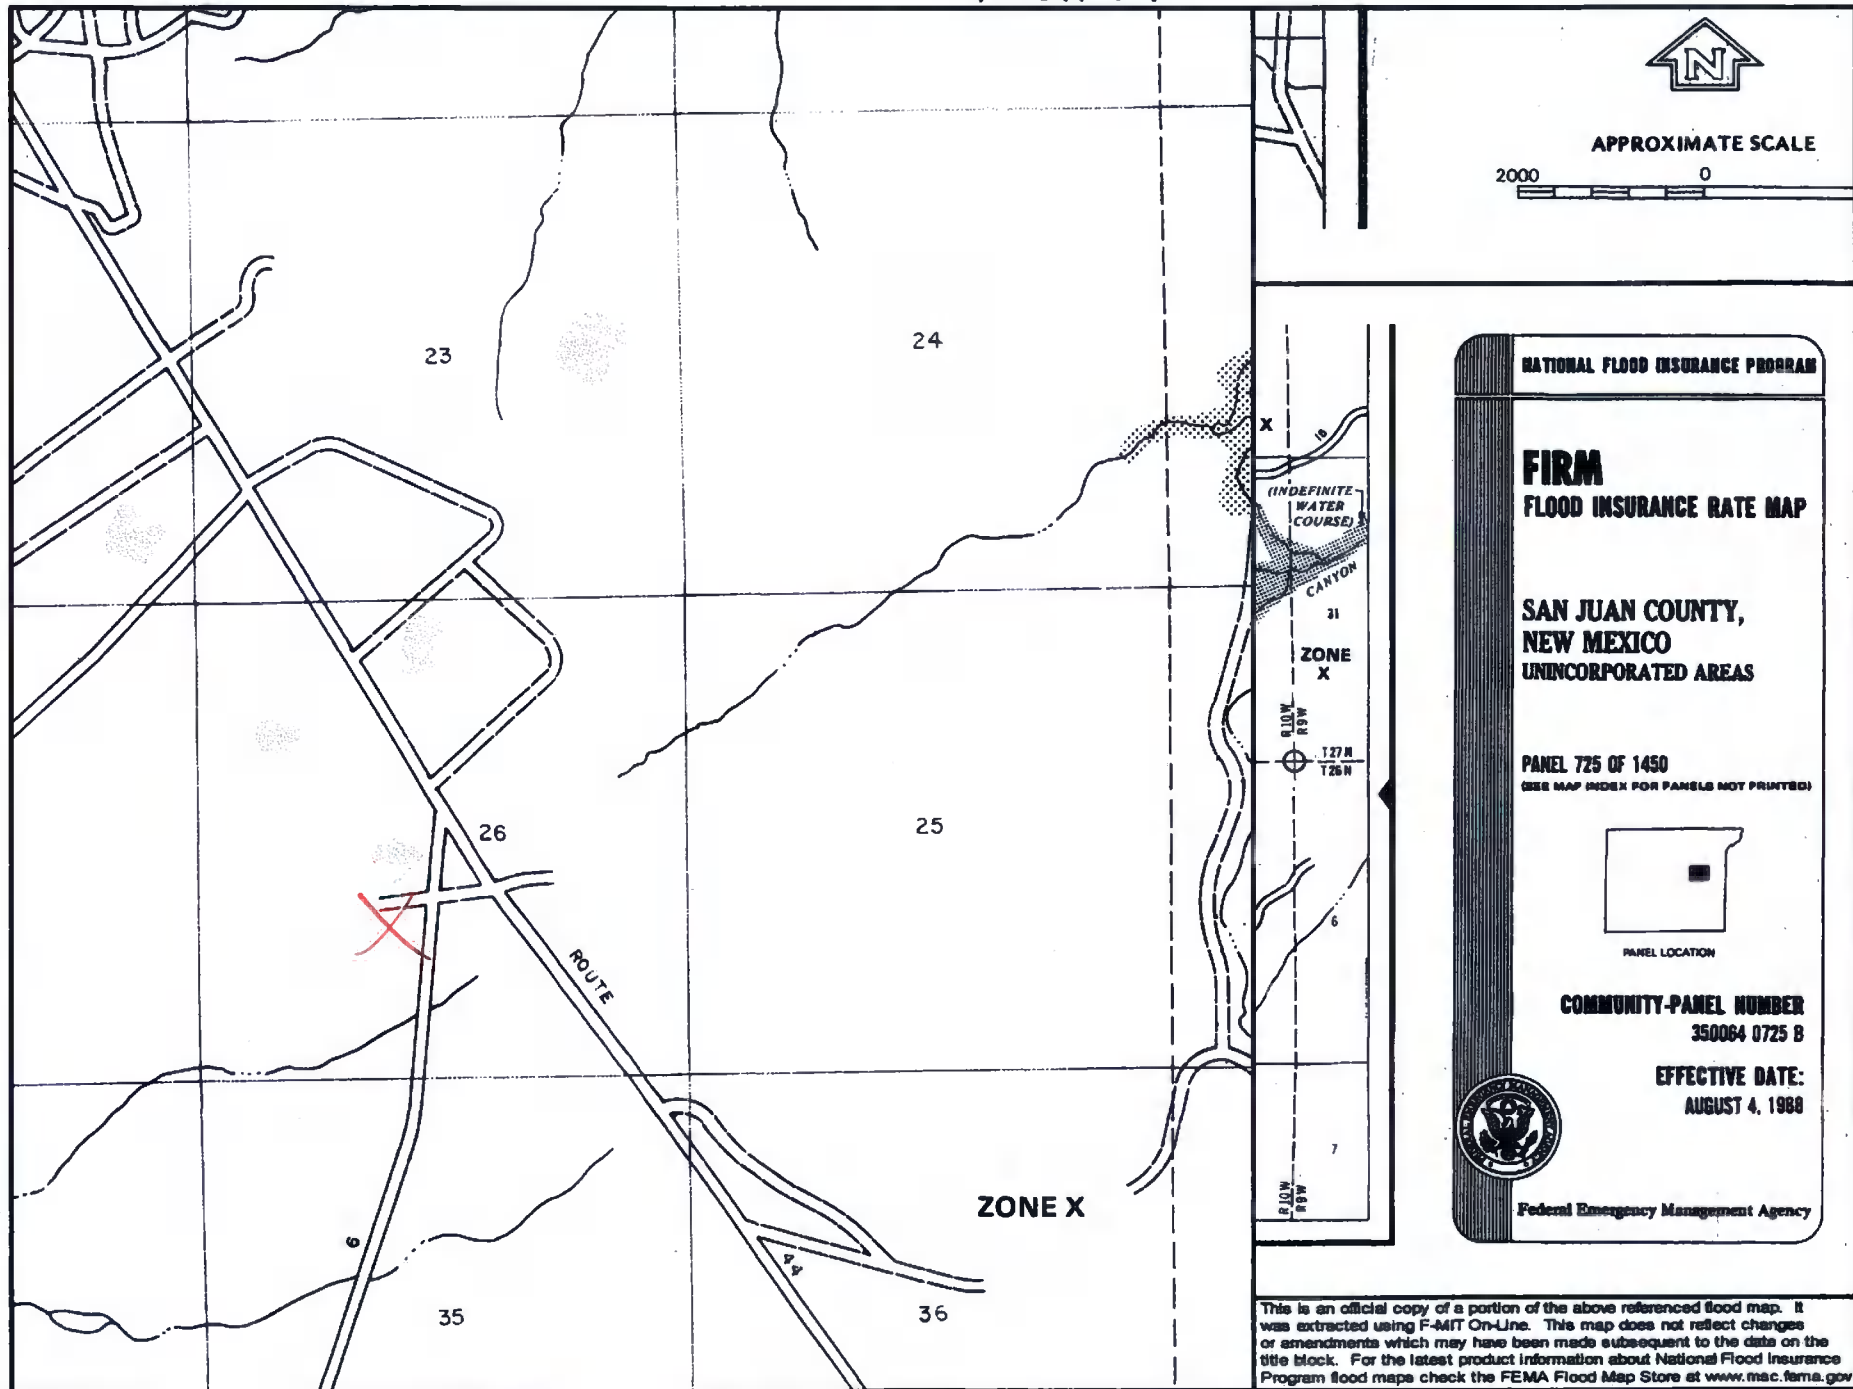 23
24
26
25
35
36
ROUTE
44
9
ZONE X
X
18
(INDEFINITE
WATER
COURSE)
CANYON
31
ZONE
X
R10W
R9W
T27N
T26N
6
7
R10W
R9W
N
APPROXIMATE SCALE
2000 0
NATIONAL FLOOD INSURANCE PROGRAM
FIRM
FLOOD INSURANCE RATE MAP
SAN JUAN COUNTY,
NEW MEXICO
UNINCORPORATED AREAS
PANEL 725 OF 1450
(SEE MAP INDEX FOR PANELS NOT PRINTED)
PANEL LOCATION
COMMUNITY-PANEL NUMBER
350064 0725 B
EFFECTIVE DATE:
AUGUST 4, 1988
Federal Emergency Management Agency
This is an official copy of a portion of the above referenced flood map. It
was extracted using F-MIT On-Line. This map does not reflect changes
or amendments which may have been made subsequent to the date on the
title block. For the latest product information about National Flood Insurance
Program flood maps check the FEMA Flood Map Store at www.msc.fema.gov